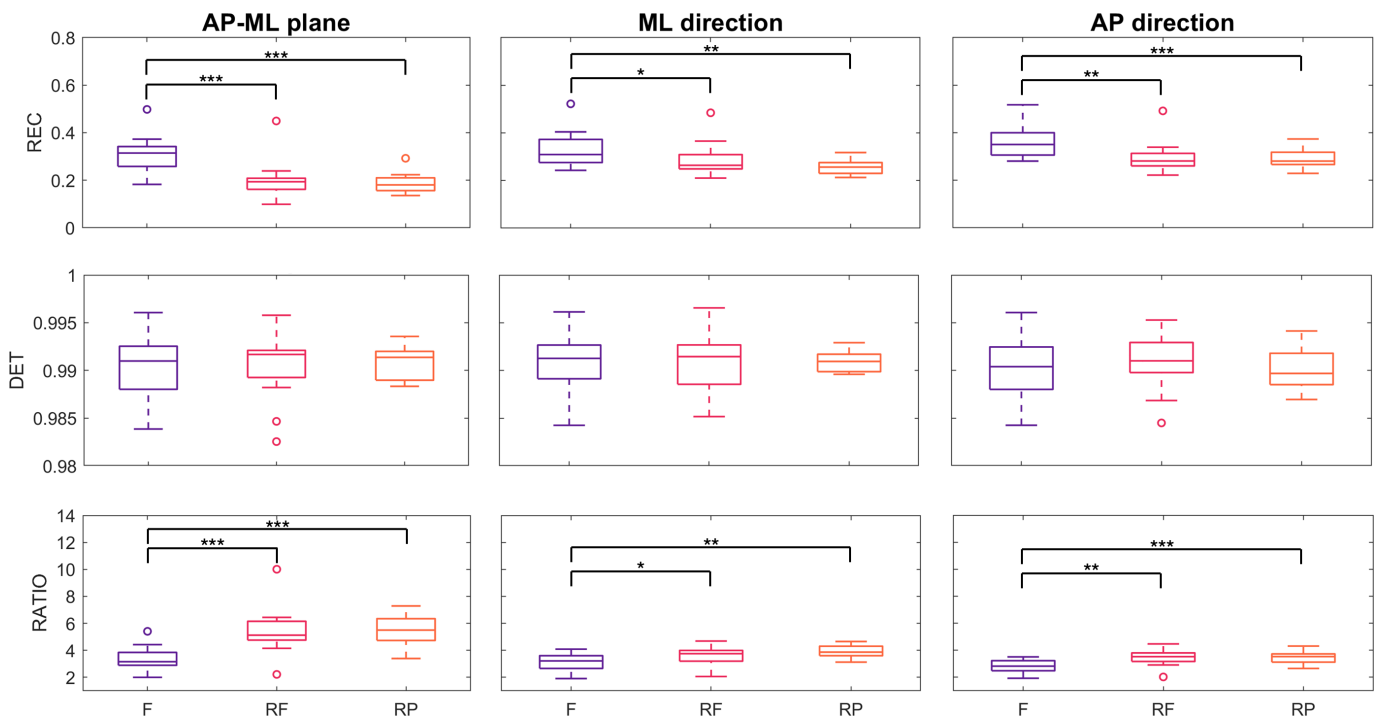 AP-ML plane ML direction AP direction
0.8
*** ** ***
0.6
*** * **
REC
0.4
0.2
0
1
0.995
DET
0.99
0.985
0.98
14
*** ** ***
12
*** * **
10
RATIO
8
6
4
2
F RF RP F RF RP F RF RP